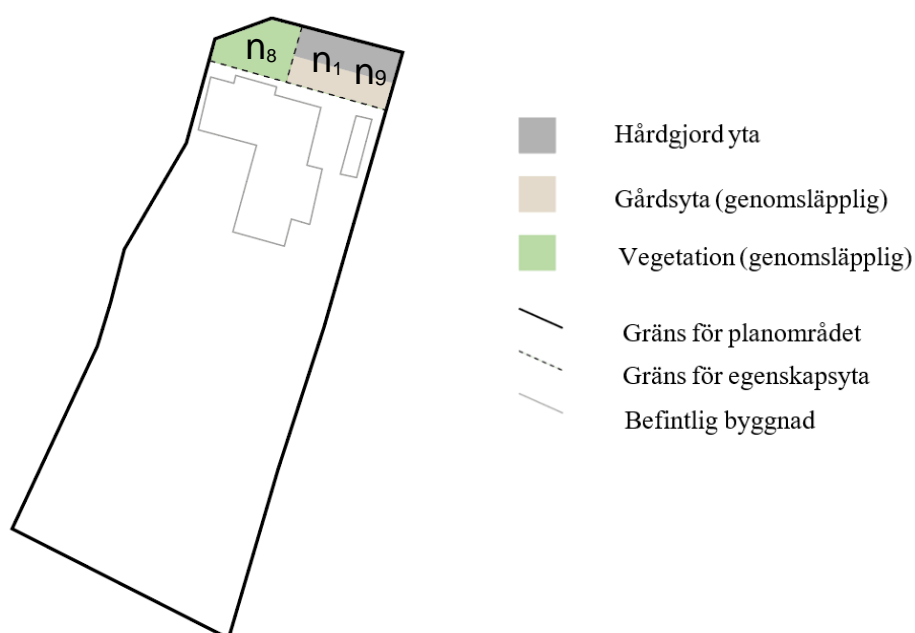 n8
n1 n9
Hårdgjord yta
Gårdsyta (genomsläpplig)
Vegetation (genomsläpplig)
Gräns för planområdet
Gräns för egenskapsyta
Befintlig byggnad